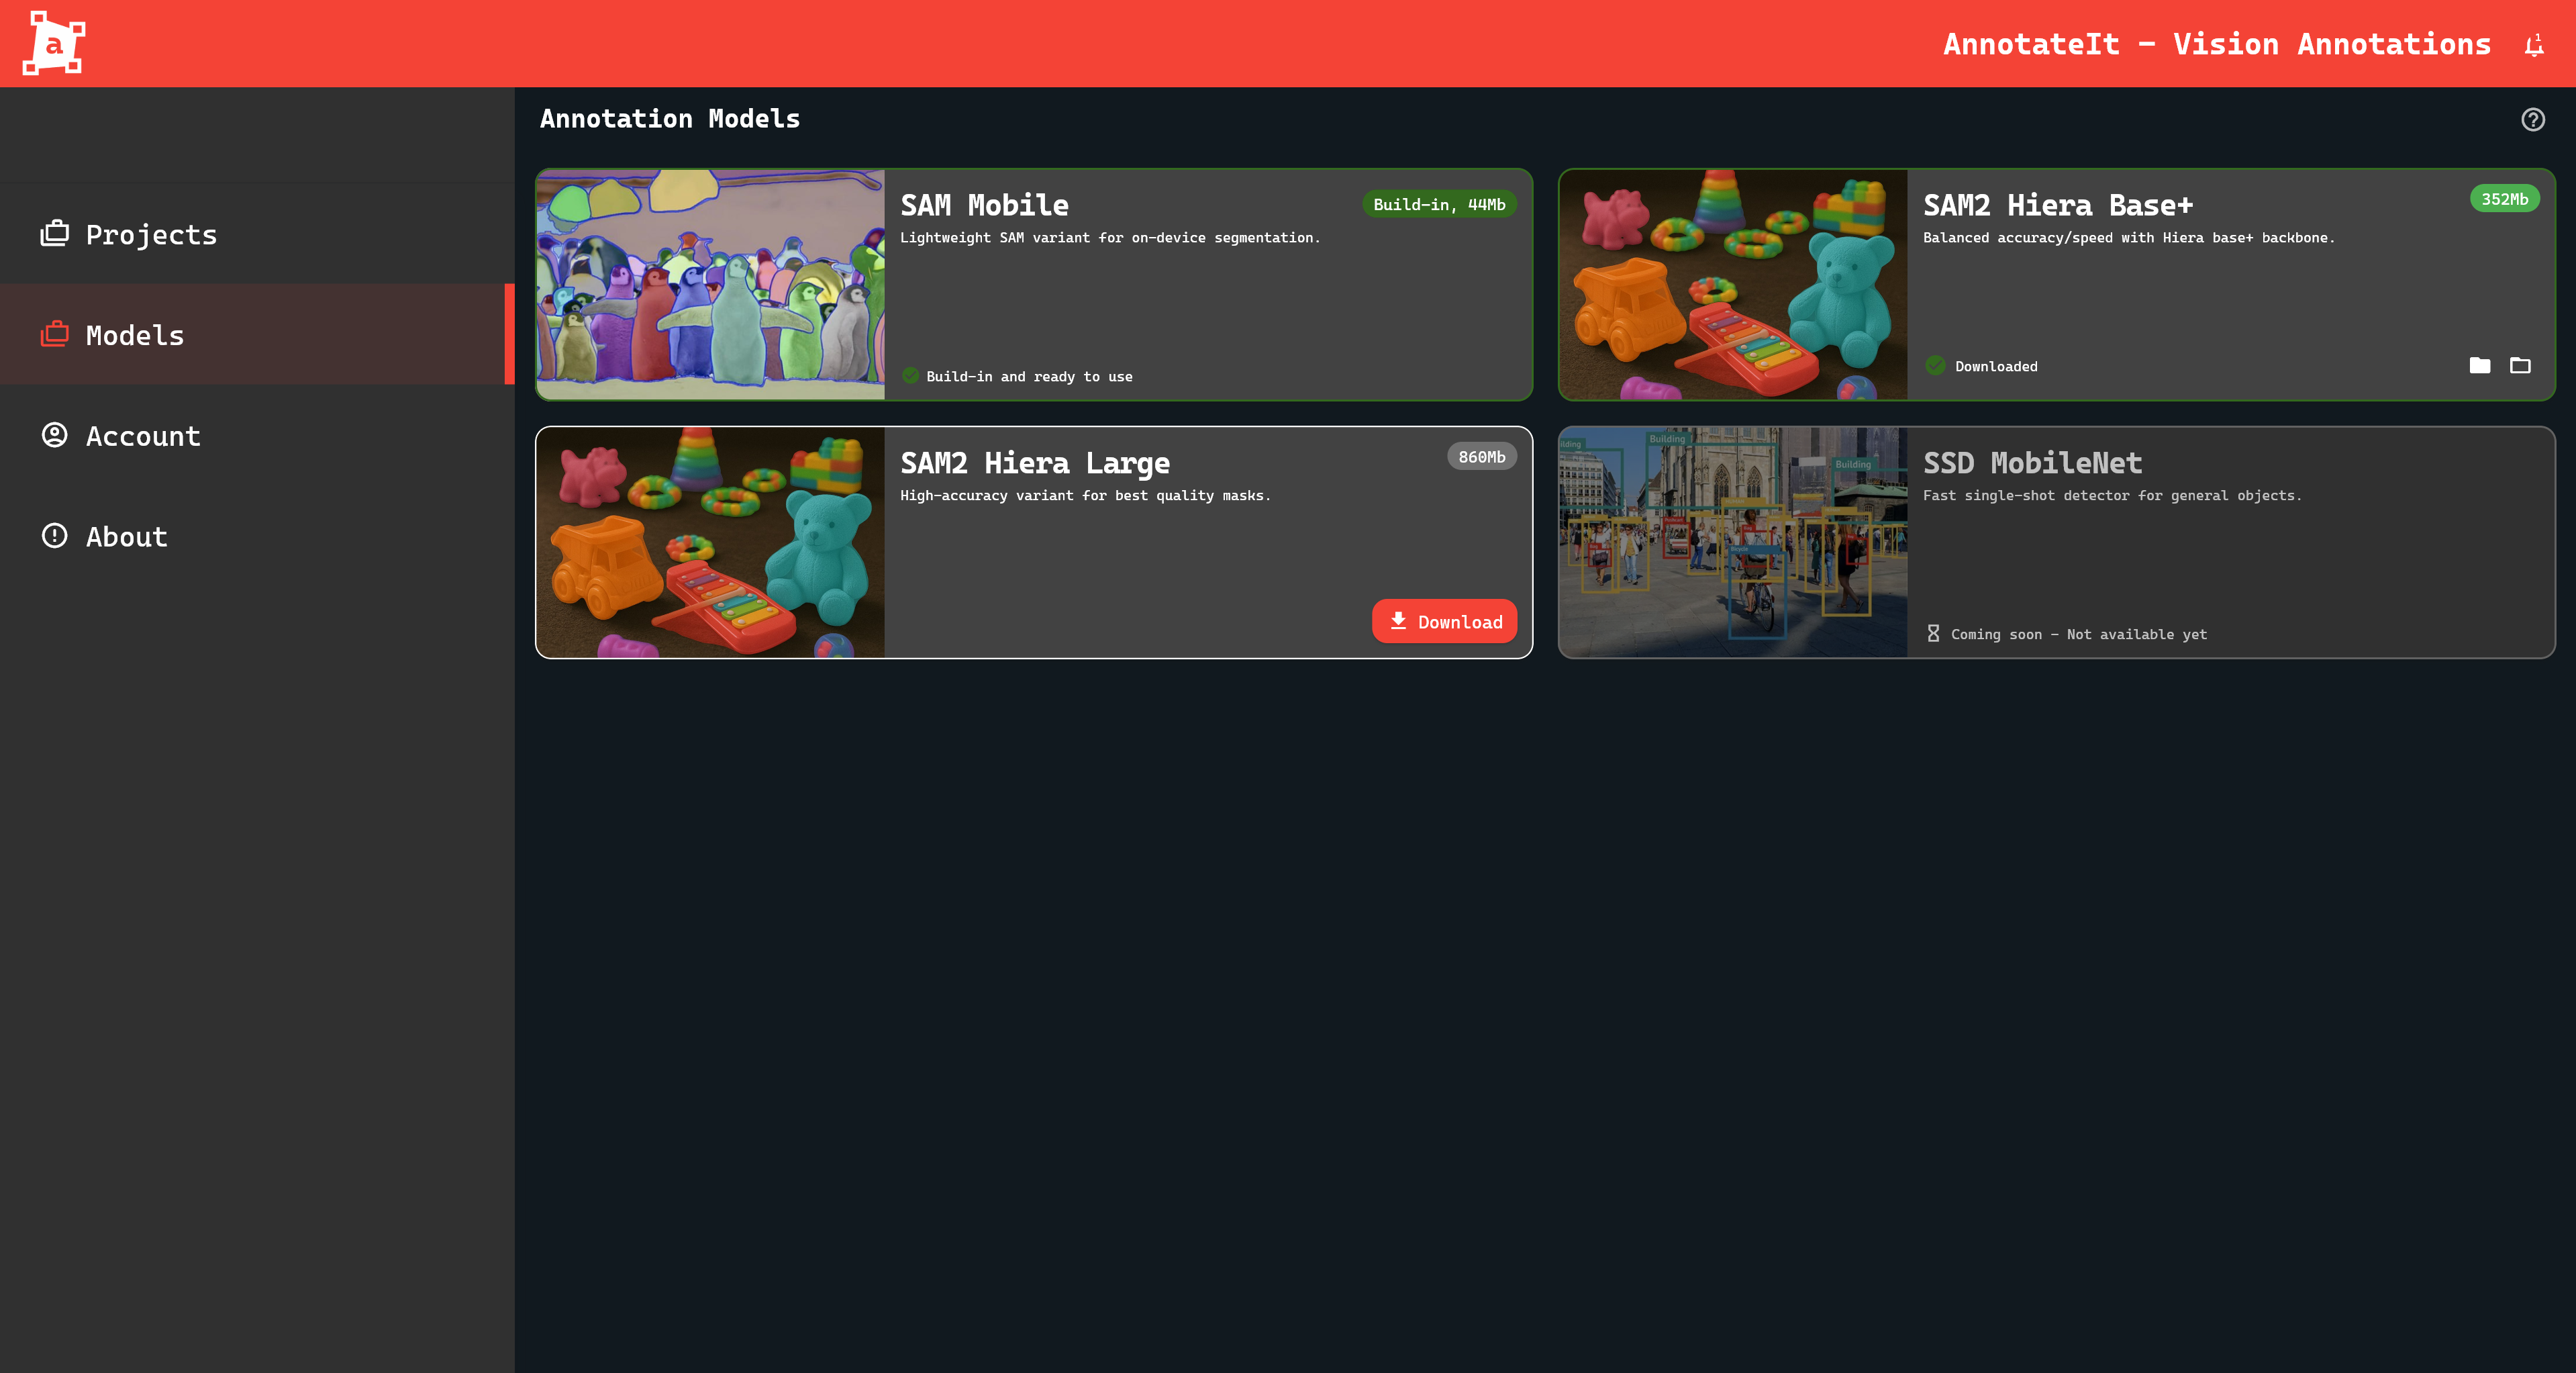 a
AnnotateIt - Vision Annotations
1
Annotation Models
Projects
Models
Account
About
SAM Mobile
Build-in, 44Mb
Lightweight SAM variant for on-device segmentation.
Build-in and ready to use
SAM2 Hiera Base+
352Mb
Balanced accuracy/speed with Hiera base+ backbone.
Downloaded
SAM2 Hiera Large
860Mb
High-accuracy variant for best quality masks.
Download
Building
Building
SSD MobileNet
Fast single-shot detector for general objects.
Coming soon - Not available yet